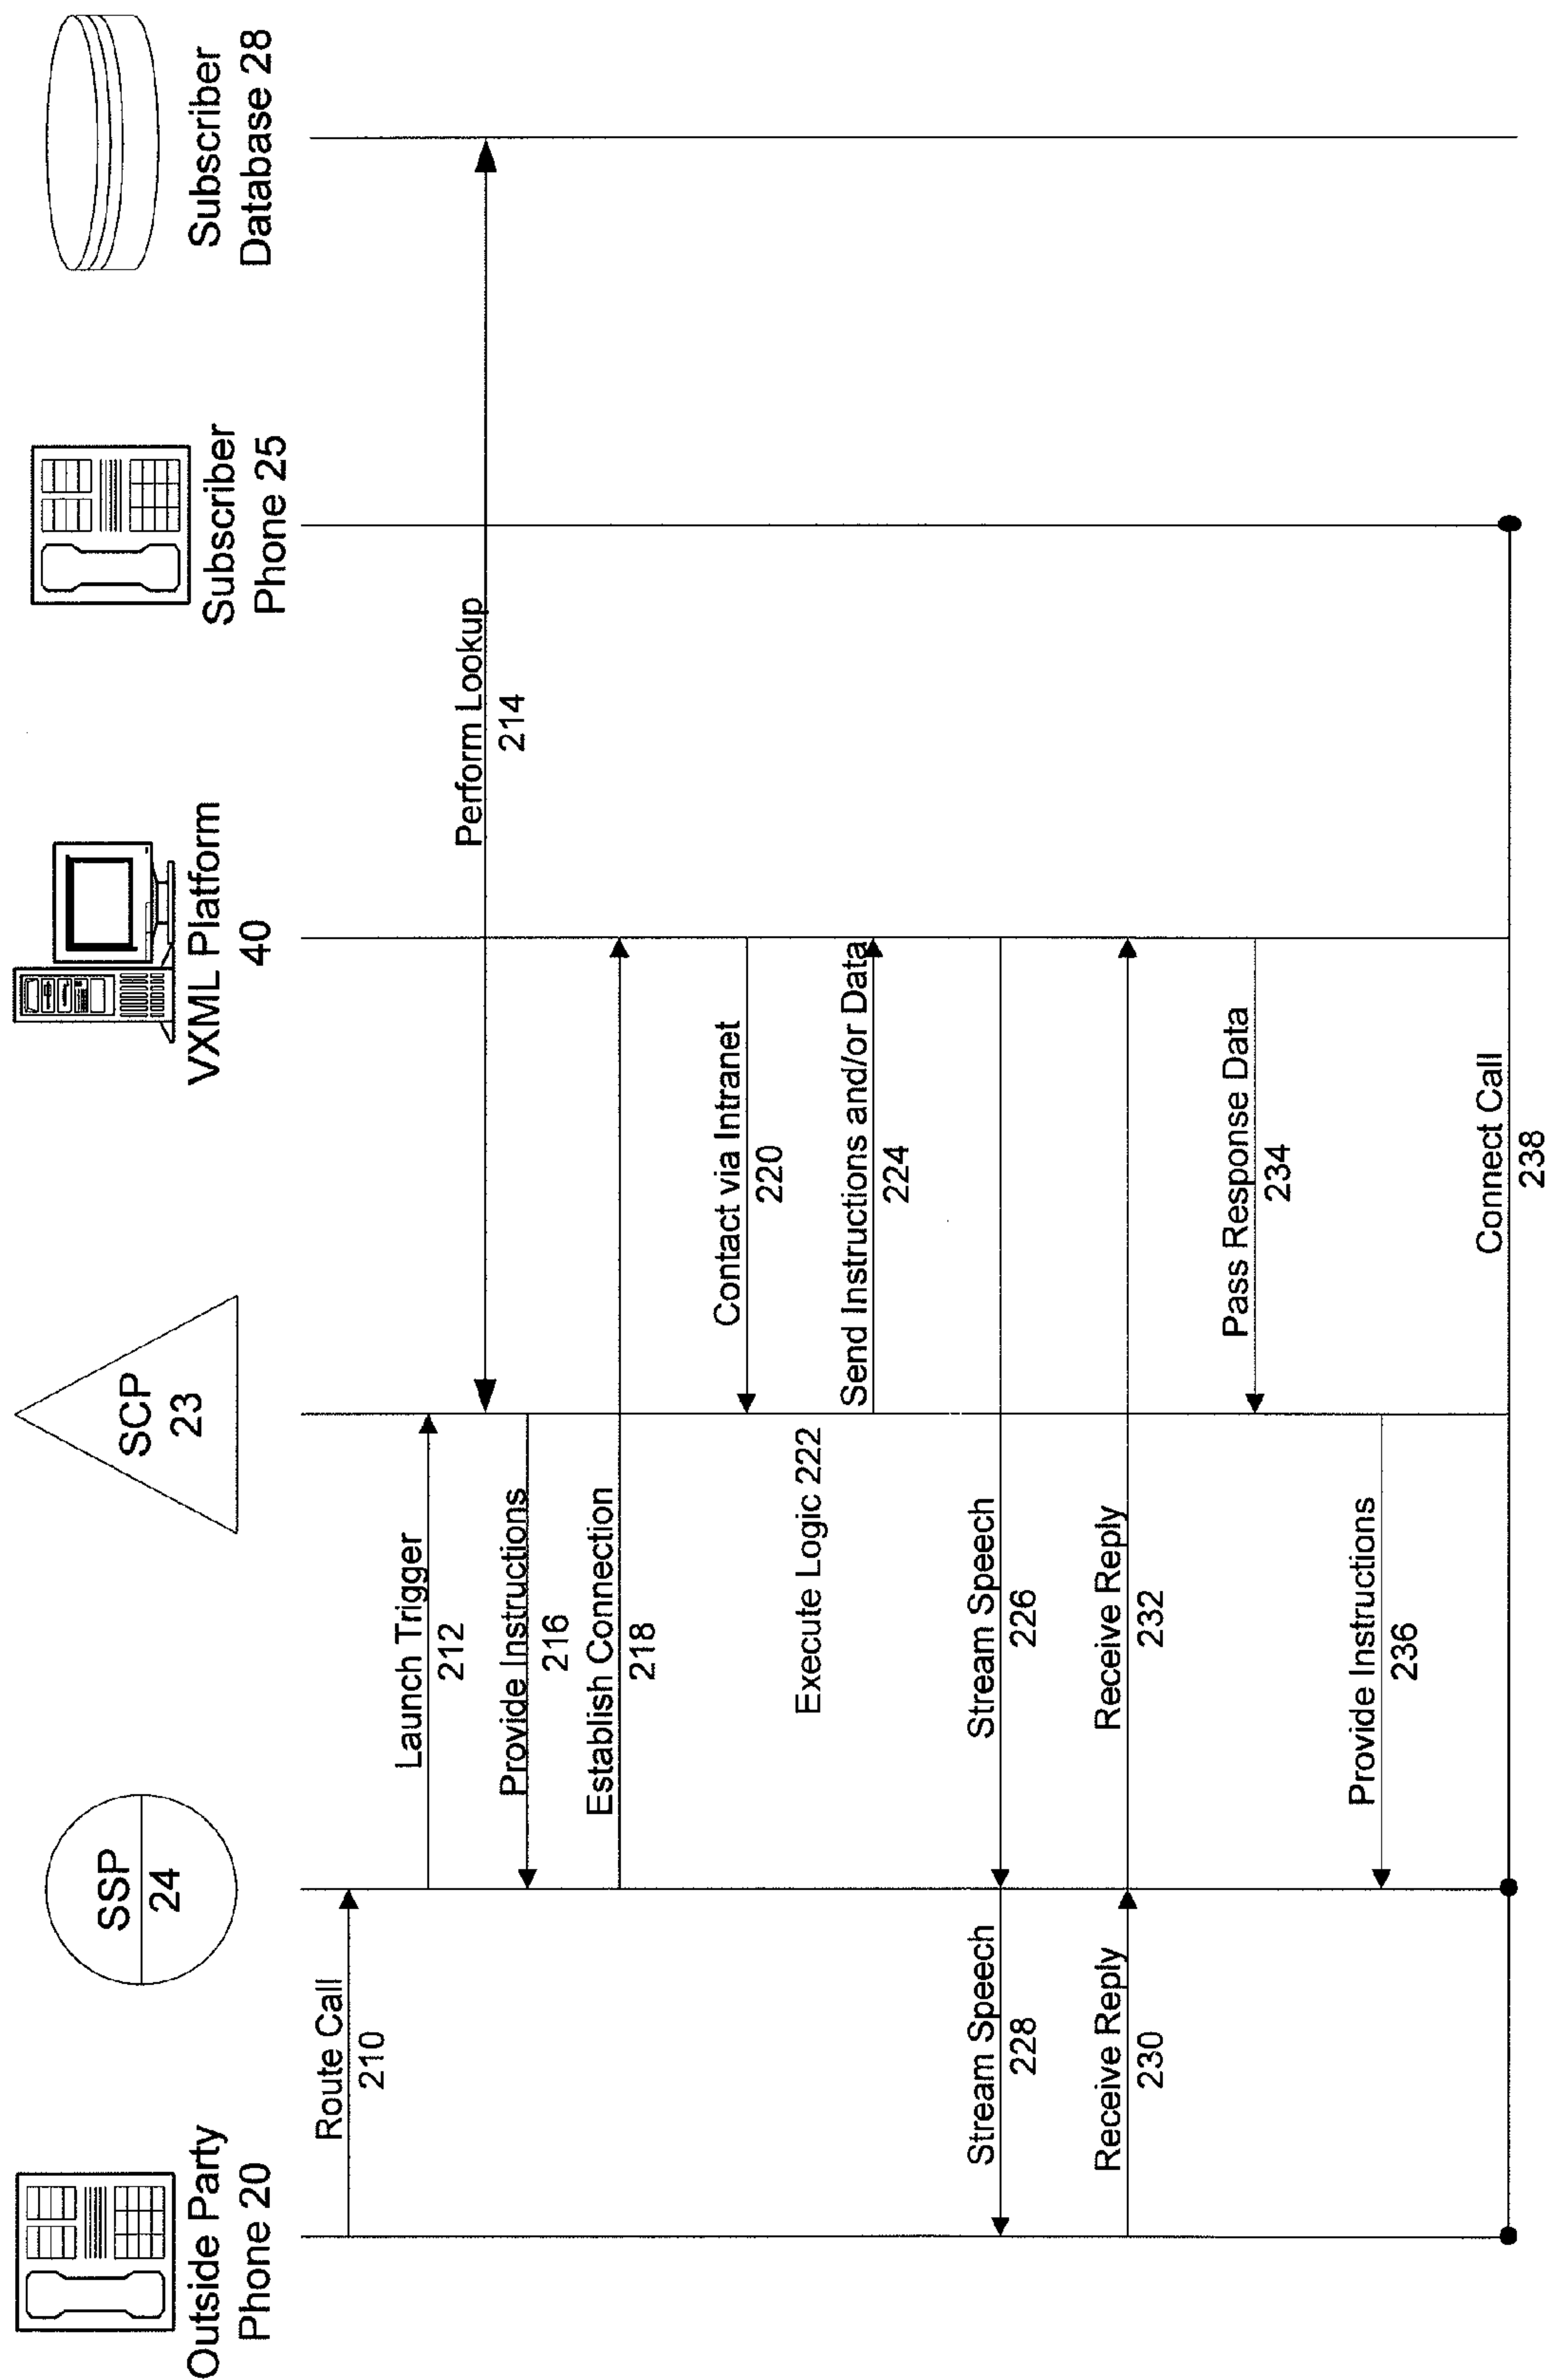 Outside Party
Phone 20
SSP
24
SCP
23
VXML Platform
40
Subscriber
Phone 25
Subscriber
Database 28
Route Call
210
Launch Trigger
212
Perform Lookup
214
Provide Instructions
216
Establish Connection
218
Contact via Intranet
220
Execute Logic 222
Send Instructions and/or Data
224
Stream Speech
226
Stream Speech
228
Receive Reply
230
Receive Reply
232
Pass Response Data
234
Provide Instructions
236
Connect Call
238